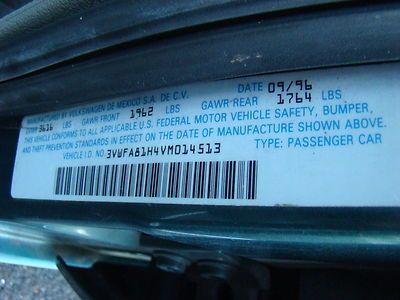 MFD. BY VOLKSWAGEN DE MEXICO S.A. DE C.V. DATE 09/96
GVWR 3616 LBS GAWR FRONT 1962 LBS GAWR REAR 1764 LBS
THIS VEHICLE CONFORMS TO ALL APPLICABLE U.S. FEDERAL MOTOR VEHICLE SAFETY, BUMPER,
AND THEFT PREVENTION STANDARDS IN EFFECT ON THE DATE OF MANUFACTURE SHOWN ABOVE.
VEHICLE I.D. NO. 3VWFA81H4VM014513 TYPE: PASSENGER CAR